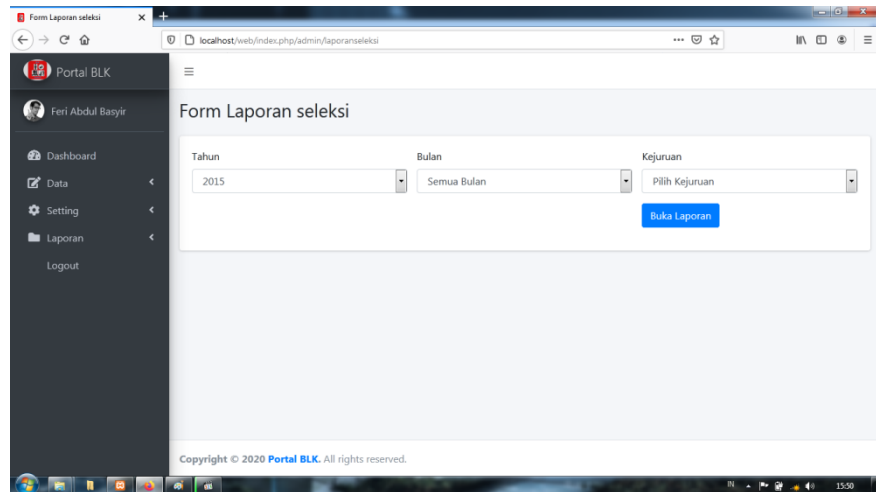 Form Laporan seleksi
localhost/web/index.php/admin/laporanseleksi
Portal BLK
Feri Abdul Basyir
Dashboard
Data
Setting
Laporan
Logout
Form Laporan seleksi
Tahun Bulan Kejuruan
2015 Semua Bulan Pilih Kejuruan
Buka Laporan
Copyright © 2020 Portal BLK. All rights reserved.
IN 15:50